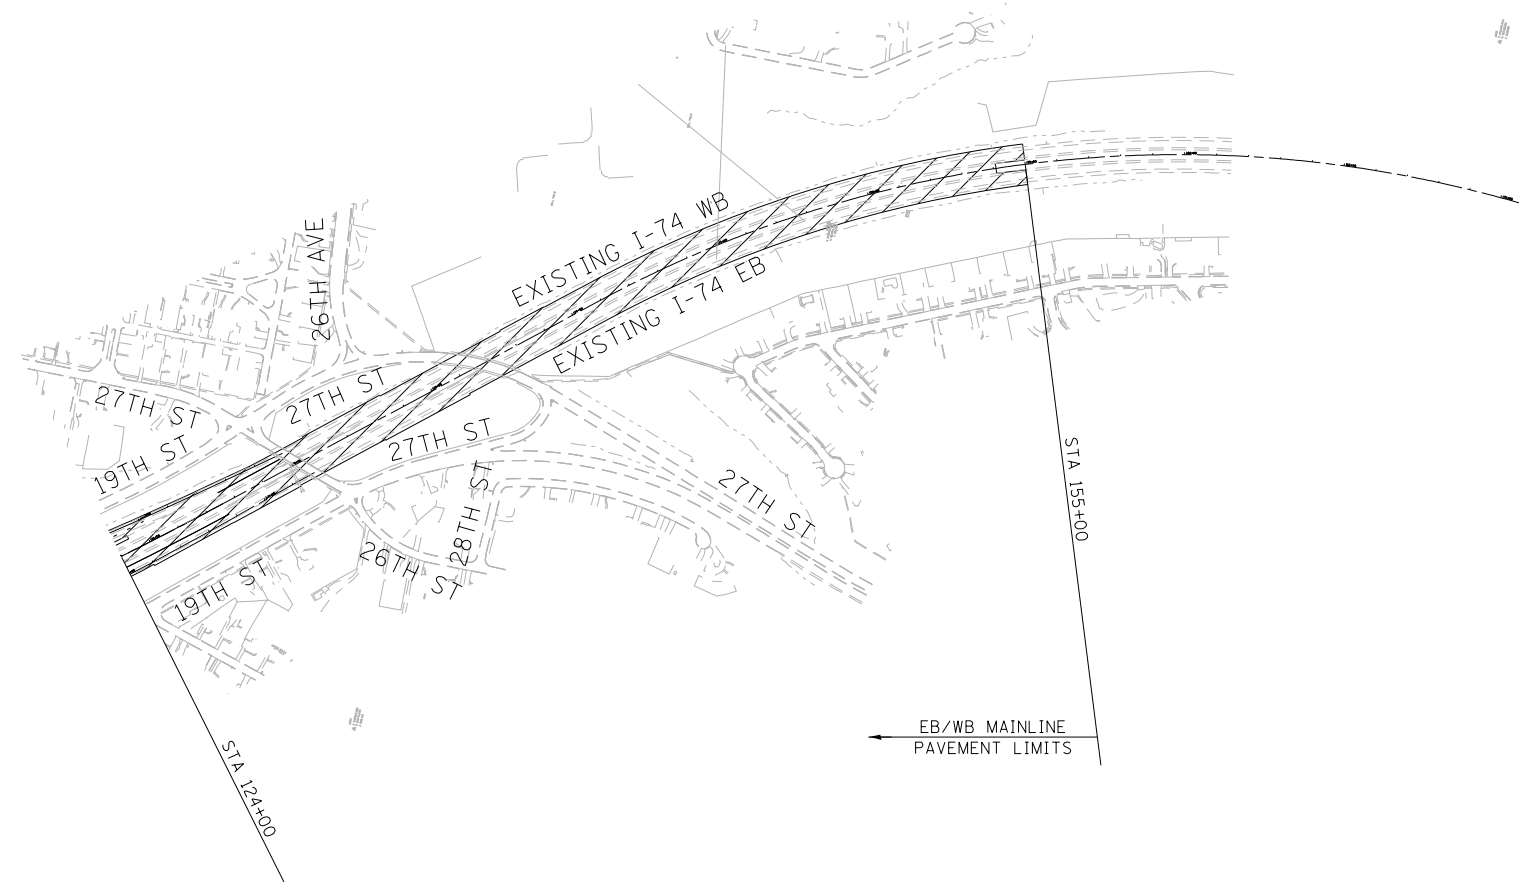 EXISTING I-74 WB
EXISTING I-74 EB
26TH AVE
27TH ST
27TH ST
27TH ST
19TH ST
28TH ST
27TH ST
26TH ST
19TH ST
STA 155+00
STA 124+00
EB/WB MAINLINE
PAVEMENT LIMITS